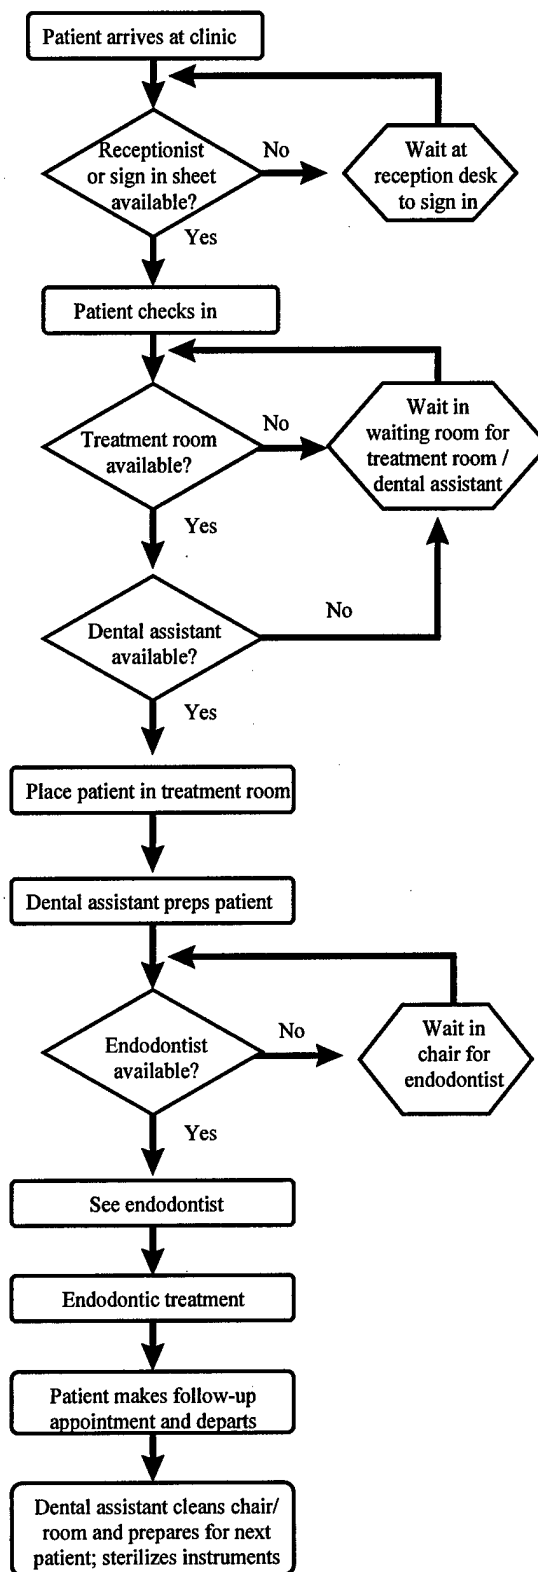 Patient arrives at clinic
Receptionist
or sign in sheet
available?
No
Wait at
reception desk
to sign in
Yes
Patient checks in
Treatment room
available?
No
Wait in
waiting room for
treatment room /
dental assistant
Yes
Dental assistant
available?
No
Yes
Place patient in treatment room
Dental assistant preps patient
Endodontist
available?
No
Wait in
chair for
endodontist
Yes
See endodontist
Endodontic treatment
Patient makes follow-up
appointment and departs
Dental assistant cleans chair/
room and prepares for next
patient; sterilizes instruments